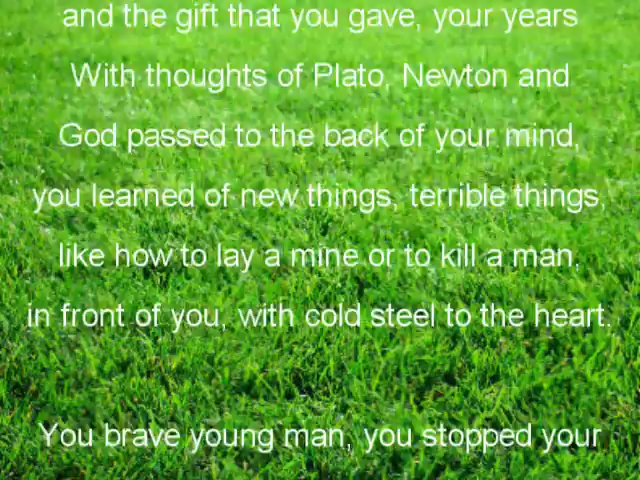 and the gift that you gave, your years
With thoughts of Plato, Newton and
God passed to the back of your mind,
you learned of new things, terrible things,
like how to lay a mine or to kill a man,
in front of you, with cold steel to the heart.
You brave young man, you stopped your